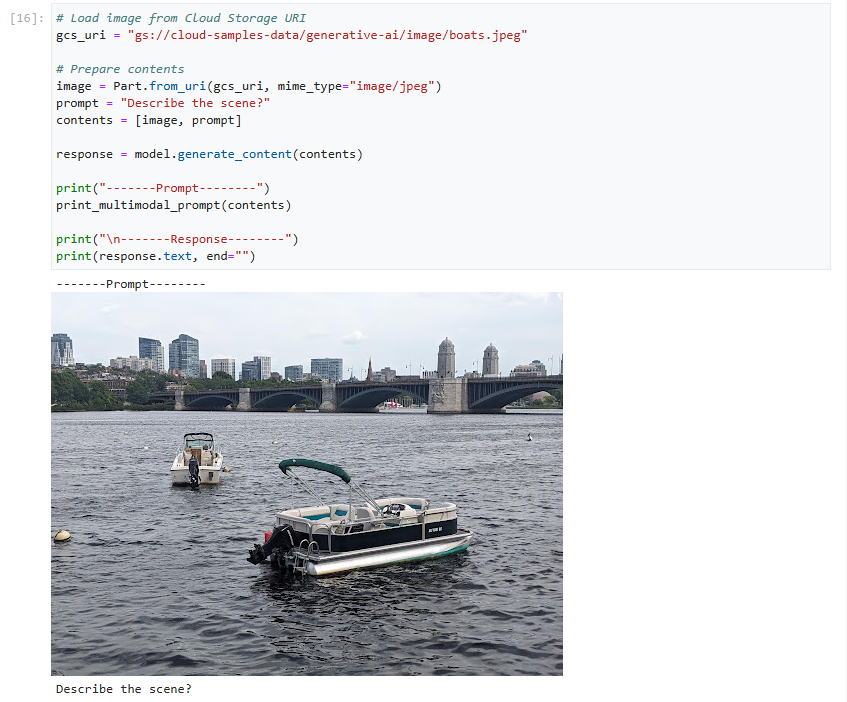 [16]: # Load image from Cloud Storage URI
gcs_uri = "gs://cloud-samples-data/generative-ai/image/boats.jpeg"
# Prepare contents
image = Part.from_uri(gcs_uri, mime_type="image/jpeg")
prompt = "Describe the scene?"
contents = [image, prompt]
response = model.generate_content(contents)
print("-------Prompt--------")
print_multimodal_prompt(contents)
print("\n-------Response--------")
print(response.text, end="")
-------Prompt--------
Describe the scene?